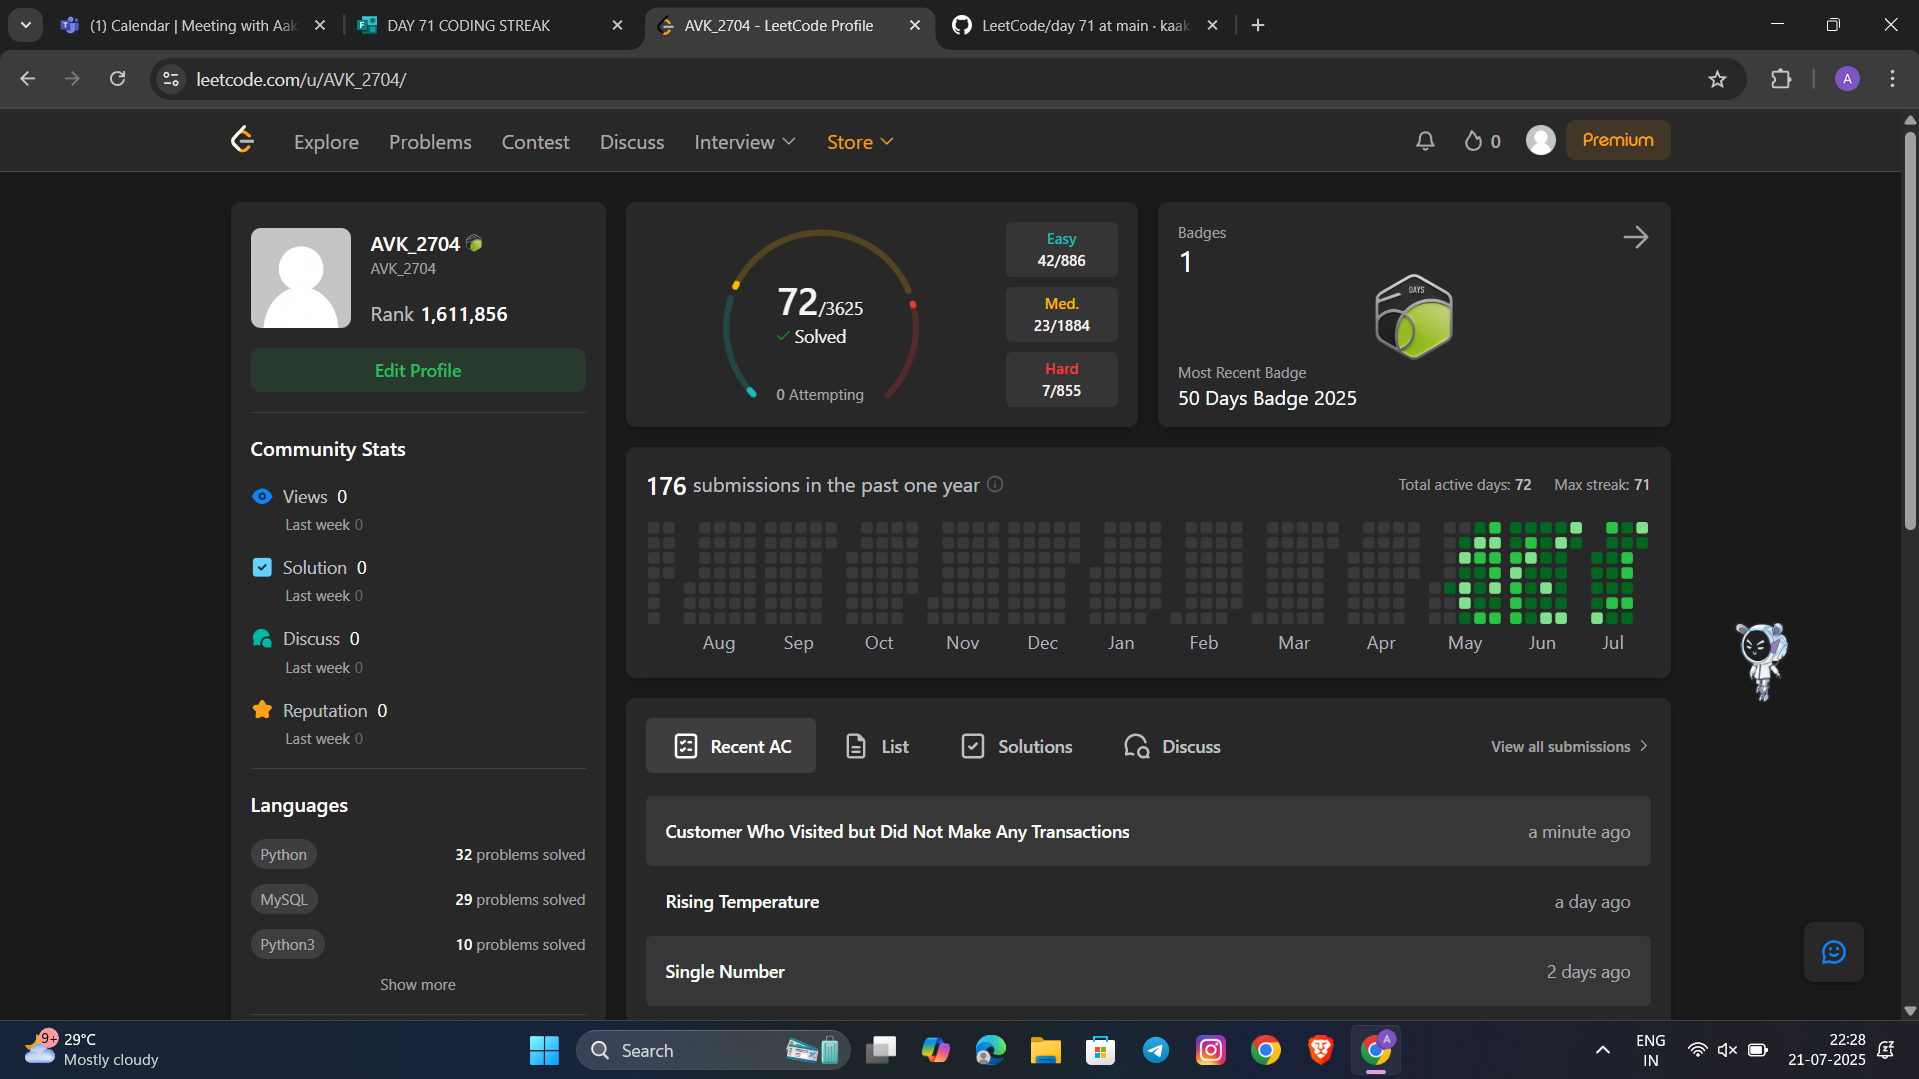 (1) Calendar | Meeting with Aak
DAY 71 CODING STREAK
AVK_2704 - LeetCode Profile
LeetCode/day 71 at main · kaak
leetcode.com/u/AVK_2704/
A
Explore
Problems
Contest
Discuss
Interview
Store
0
Premium
AVK_2704
AVK_2704
Rank 1,611,856
Edit Profile
Community Stats
Views 0
Last week 0
Solution 0
Last week 0
Discuss 0
Last week 0
Reputation 0
Last week 0
Languages
Python 32 problems solved
MySQL 29 problems solved
Python3 10 problems solved
Show more
72/3625
Solved
0 Attempting
Easy
42/886
Med.
23/1884
Hard
7/855
Badges
1
DAYS
Most Recent Badge
50 Days Badge 2025
176 submissions in the past one year
Total active days: 72 Max streak: 71
Aug Sep Oct Nov Dec Jan Feb Mar Apr May Jun Jul
Recent AC
List
Solutions
Discuss
View all submissions
Customer Who Visited but Did Not Make Any Transactions a minute ago
Rising Temperature a day ago
Single Number 2 days ago
9+
29°C
Mostly cloudy
Search
A
ENG
IN
22:28
21-07-2025